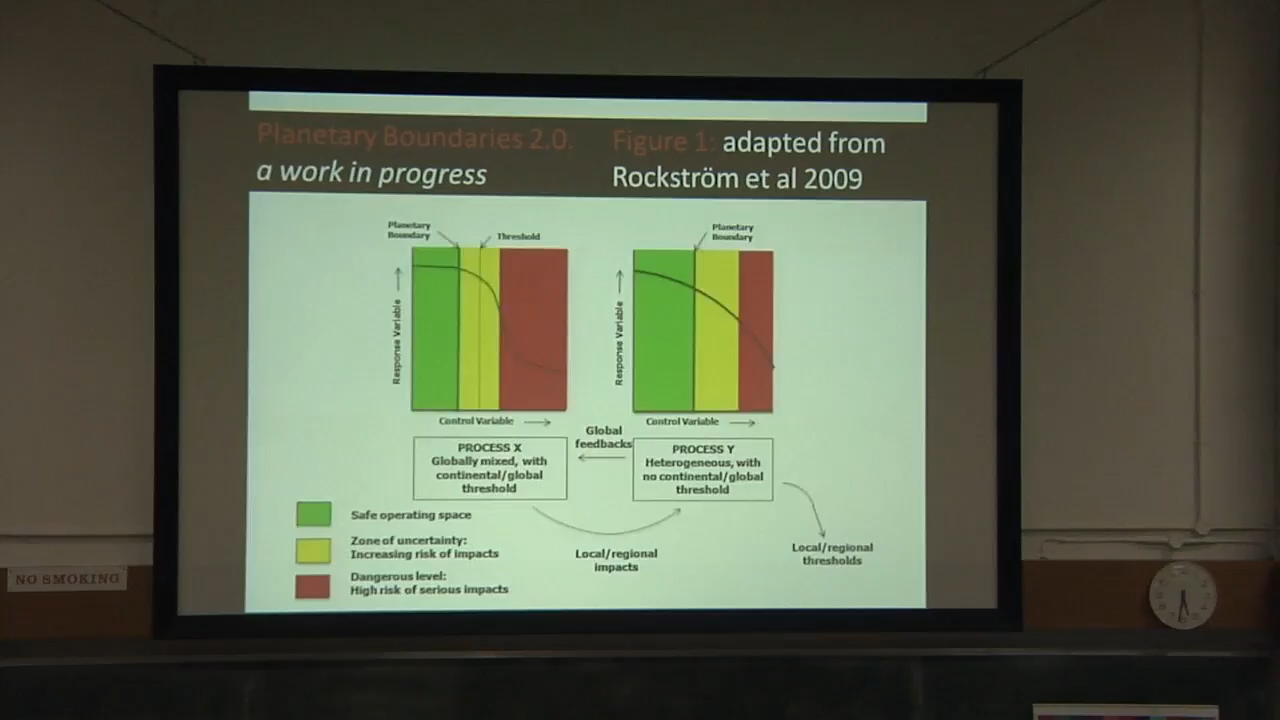 Planetary Boundaries 2.0.
a work in progress
Figure 1: adapted from
Rockström et al 2009
Planetary
Boundary
Threshold
Response Variable
Control Variable
Planetary
Boundary
Response Variable
Control Variable
Global
feedbacks
PROCESS X
Globally mixed, with
continental/global
threshold
PROCESS Y
Heterogeneous, with
no continental/global
threshold
Local/regional
impacts
Local/regional
thresholds
Safe operating space
Zone of uncertainty:
Increasing risk of impacts
Dangerous level:
High risk of serious impacts
NO SMOKING